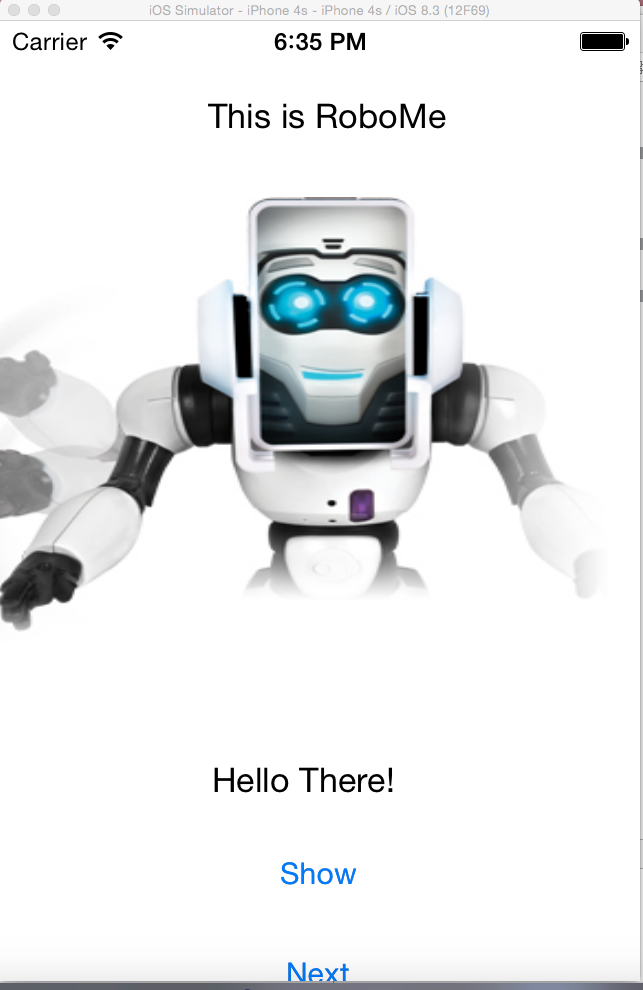 iOS Simulator - iPhone 4s - iPhone 4s / iOS 8.3 (12F69)
Carrier 6:35 PM
This is RoboMe
Hello There!
Show
Next